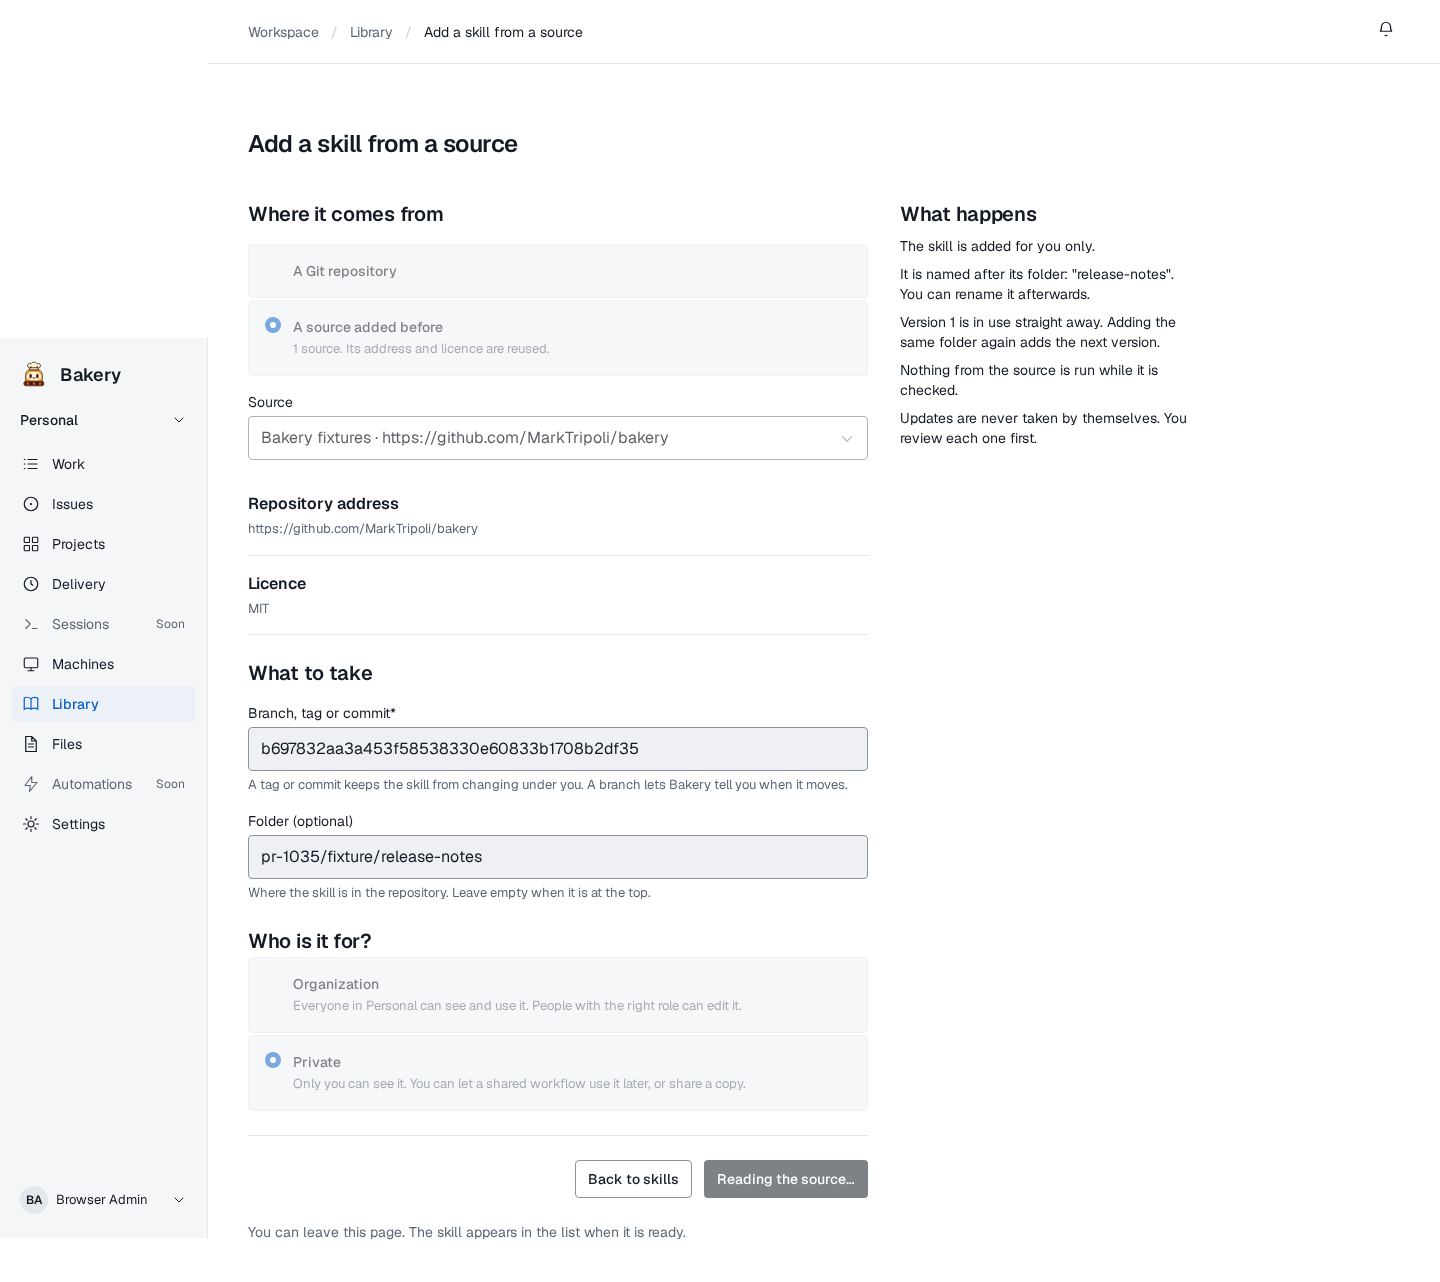 Workspace / Library / Add a skill from a source
Add a skill from a source
Where it comes from
A Git repository
A source added before
1 source. Its address and licence are reused.
Source
Bakery fixtures · https://github.com/MarkTripoli/bakery
Repository address
https://github.com/MarkTripoli/bakery
Licence
MIT
What to take
Branch, tag or commit*
b697832aa3a453f58538330e60833b1708b2df35
A tag or commit keeps the skill from changing under you. A branch lets Bakery tell you when it moves.
Folder (optional)
pr-1035/fixture/release-notes
Where the skill is in the repository. Leave empty when it is at the top.
Who is it for?
Organization
Everyone in Personal can see and use it. People with the right role can edit it.
Private
Only you can see it. You can let a shared workflow use it later, or share a copy.
Back to skills
Reading the source...
You can leave this page. The skill appears in the list when it is ready.
What happens
The skill is added for you only.
It is named after its folder: "release-notes".
You can rename it afterwards.
Version 1 is in use straight away. Adding the
same folder again adds the next version.
Nothing from the source is run while it is
checked.
Updates are never taken by themselves. You
review each one first.
Bakery
Personal
Work
Issues
Projects
Delivery
Sessions Soon
Machines
Library
Files
Automations Soon
Settings
BA Browser Admin